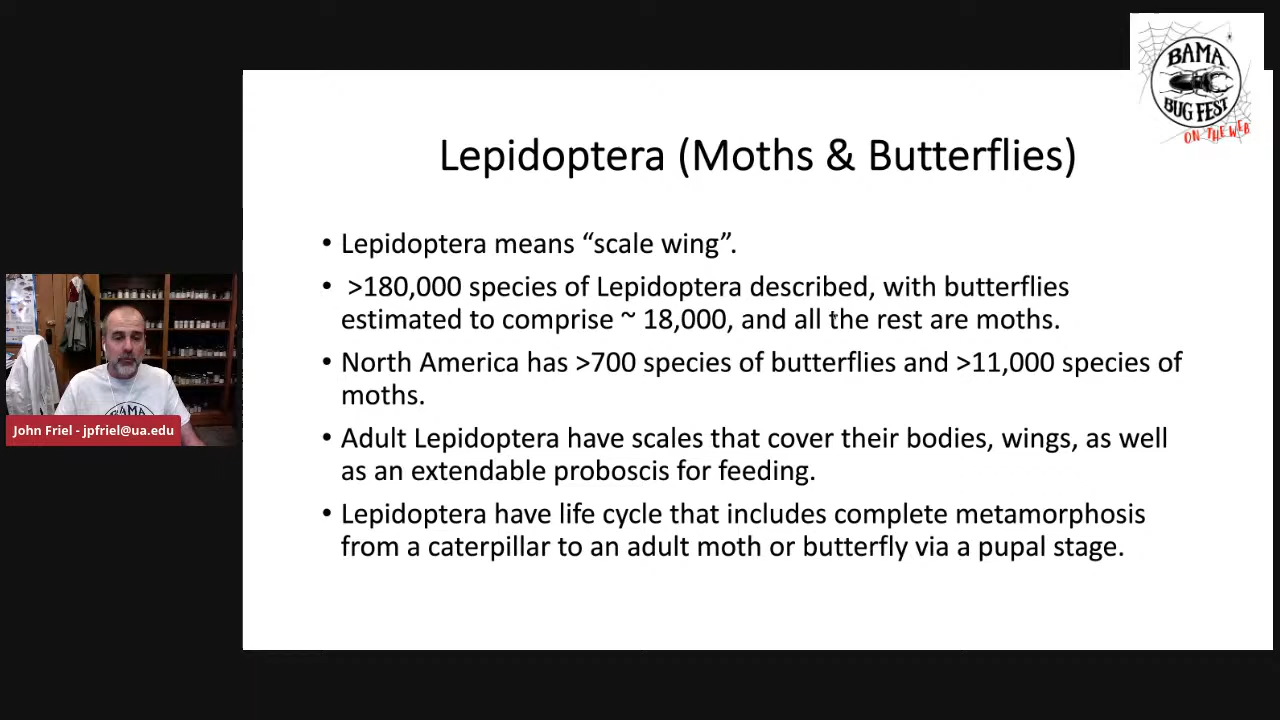 BAMA
BUG FEST
ON THE WEB
Lepidoptera (Moths & Butterflies)
• Lepidoptera means “scale wing”.
• >180,000 species of Lepidoptera described, with butterflies
estimated to comprise ~ 18,000, and all the rest are moths.
• North America has >700 species of butterflies and >11,000 species of
moths.
• Adult Lepidoptera have scales that cover their bodies, wings, as well
as an extendable proboscis for feeding.
• Lepidoptera have life cycle that includes complete metamorphosis
from a caterpillar to an adult moth or butterfly via a pupal stage.
BAMA
John Friel - jpfriel@ua.edu